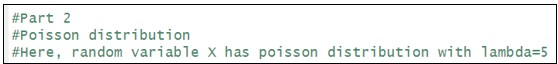 #Part 2
#Poisson distribution
#Here, random variable X has poisson distribution with lambda=5